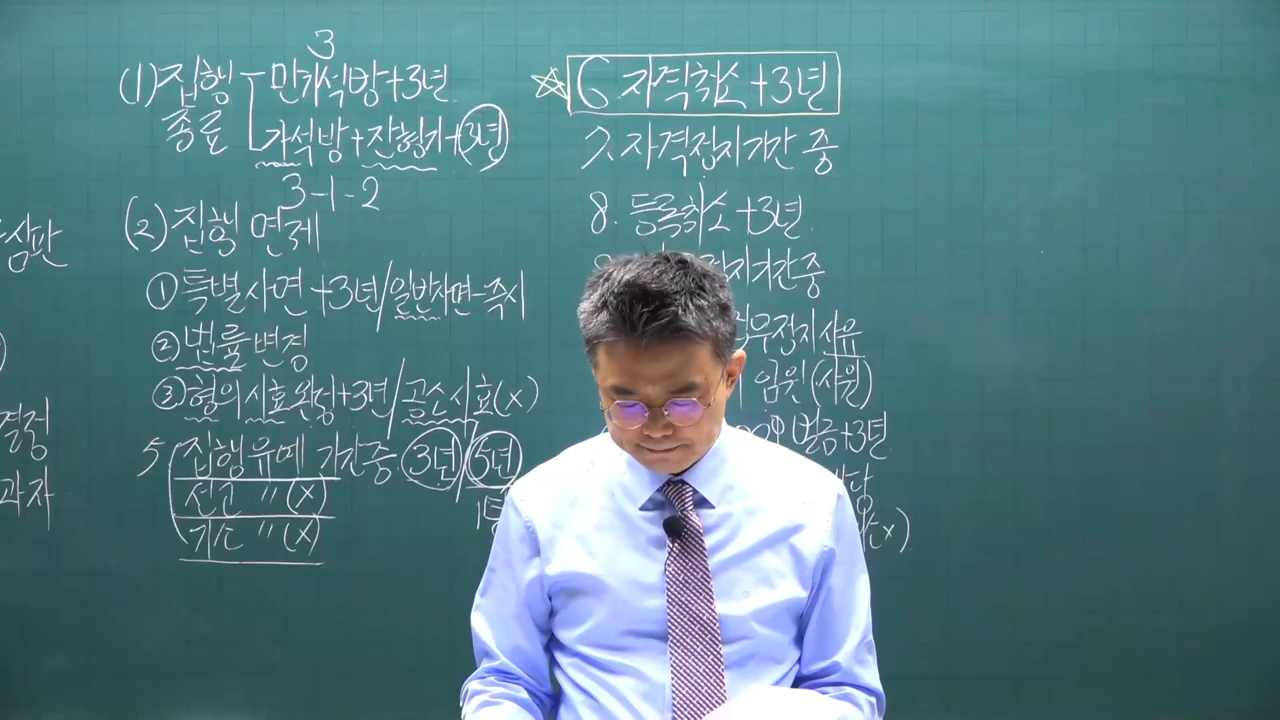 심판
결정
과자
3
(1) 집행 만기석방+3년
종료 가석방+잔형기+3년
3-1-2
(2) 집행 면제
① 특별사면+3년/일반사면-즉시
② 법률변경
③ 형의 시효완성+3년/공소시효(x)
5 집행유예 기간중 3년/5년
선고 〃 (x)
기소 〃 (x)
☆ 6. 자격취소+3년
7. 자격정지기간 중
8. 등록취소+3년
지기간중
업무정지사유
임원(사원)
벌금+3년
(x)